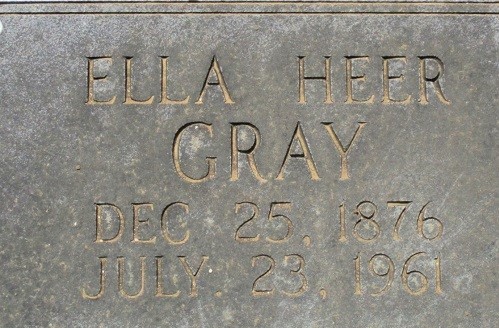 ELLA HEER
GRAY
DEC 25, 1876
JULY 23, 1961